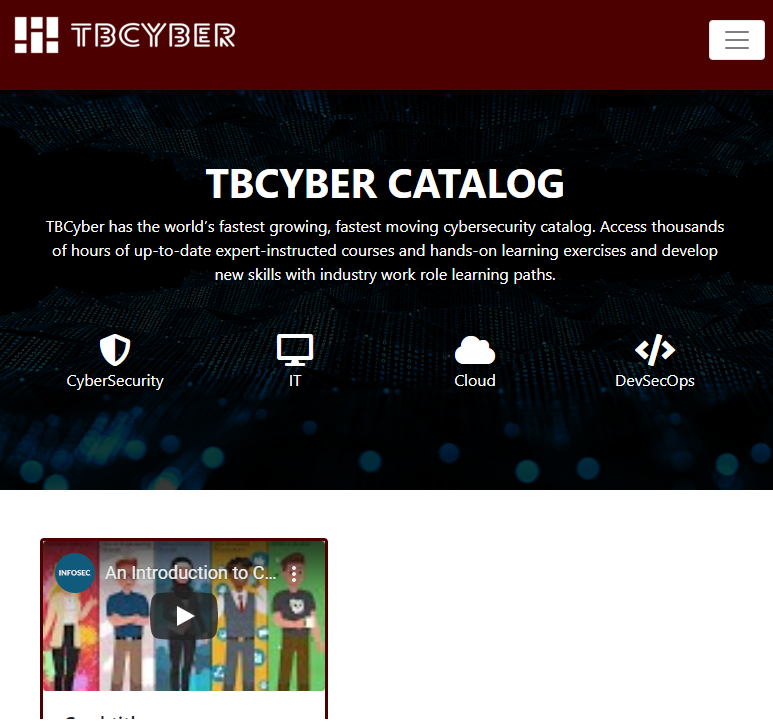 TBCYBER
TBCYBER CATALOG
TBCyber has the world's fastest growing, fastest moving cybersecurity catalog. Access thousands
of hours of up-to-date expert-instructed courses and hands-on learning exercises and develop
new skills with industry work role learning paths.
CyberSecurity
IT
Cloud
DevSecOps
INFOSEC
An Introduction to C...